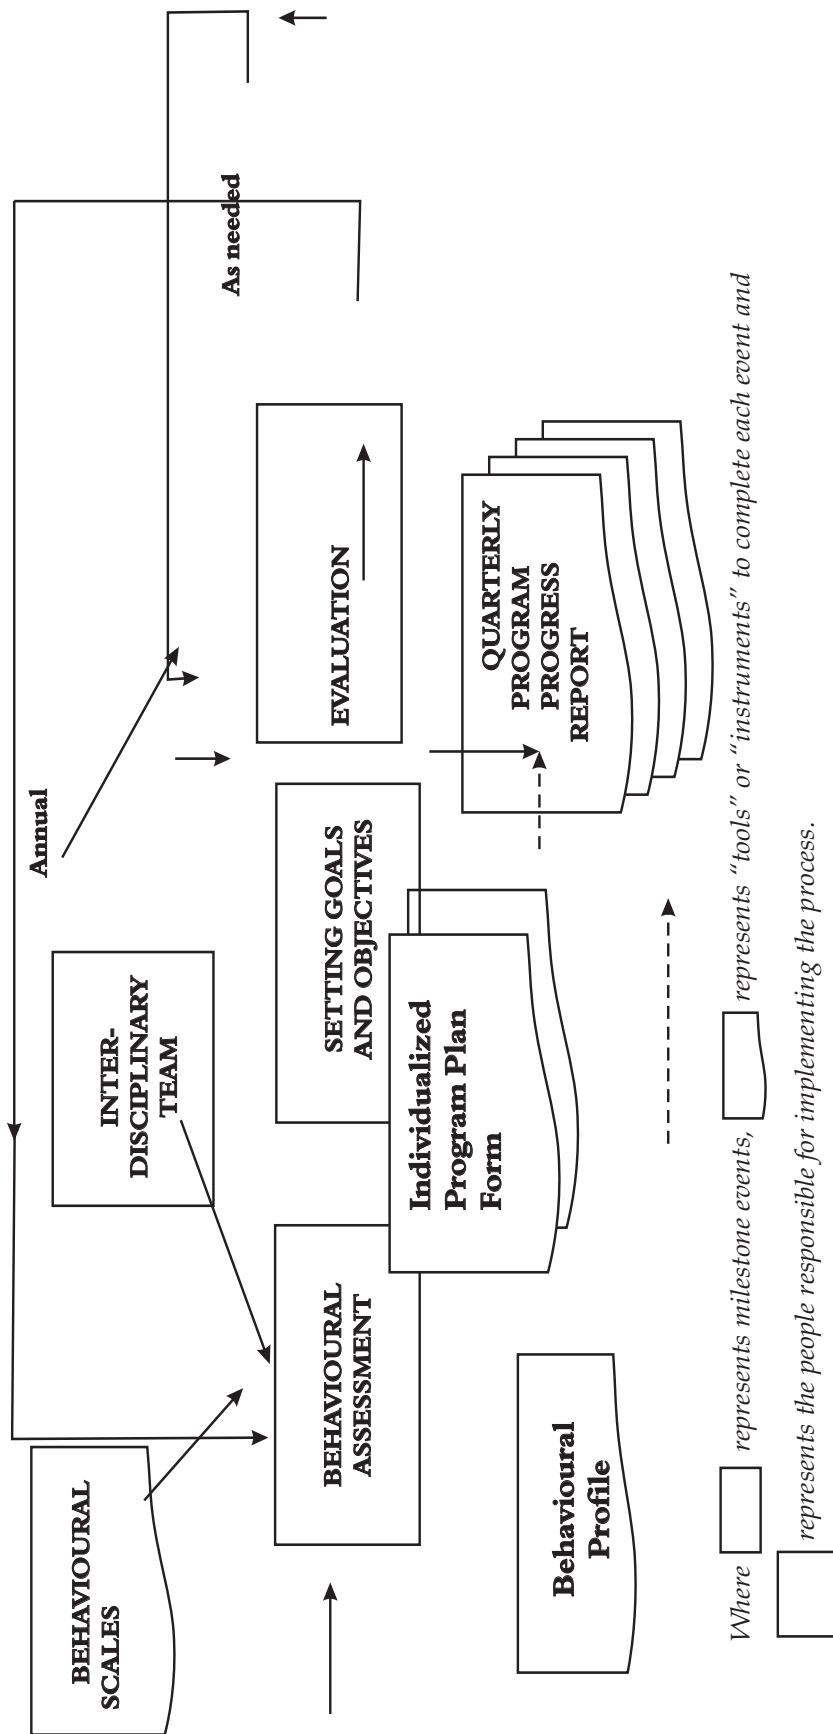 BEHAVIOURAL
SCALES
INTER-
DISCIPLINARY
TEAM
Annual
As needed
BEHAVIOURAL
ASSESSMENT
SETTING GOALS
AND OBJECTIVES
EVALUATION
Behavioural
Profile
Individualized
Program Plan
Form
QUARTERLY
PROGRAM
PROGRESS
REPORT
Where represents milestone events, represents “tools” or “instruments” to complete each event and
represents the people responsible for implementing the process.